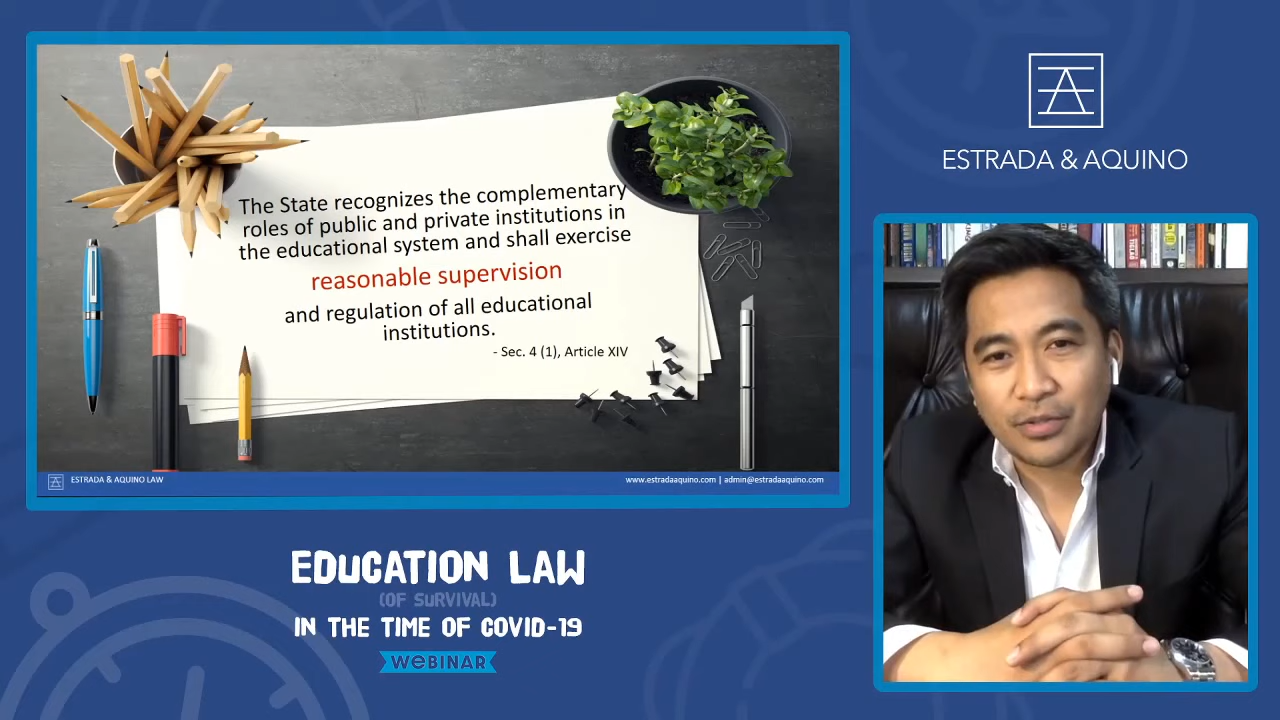 The State recognizes the complementary
roles of public and private institutions in
the educational system and shall exercise
reasonable supervision
and regulation of all educational
institutions.
- Sec. 4 (1), Article XIV
ESTRADA & AQUINO LAW
www.estradaaquino.com | admin@estradaaquino.com
ESTRADA & AQUINO
EDUCATION LAW
(OF SURVIVAL)
IN THE TIME OF COVID-19
WEBINAR